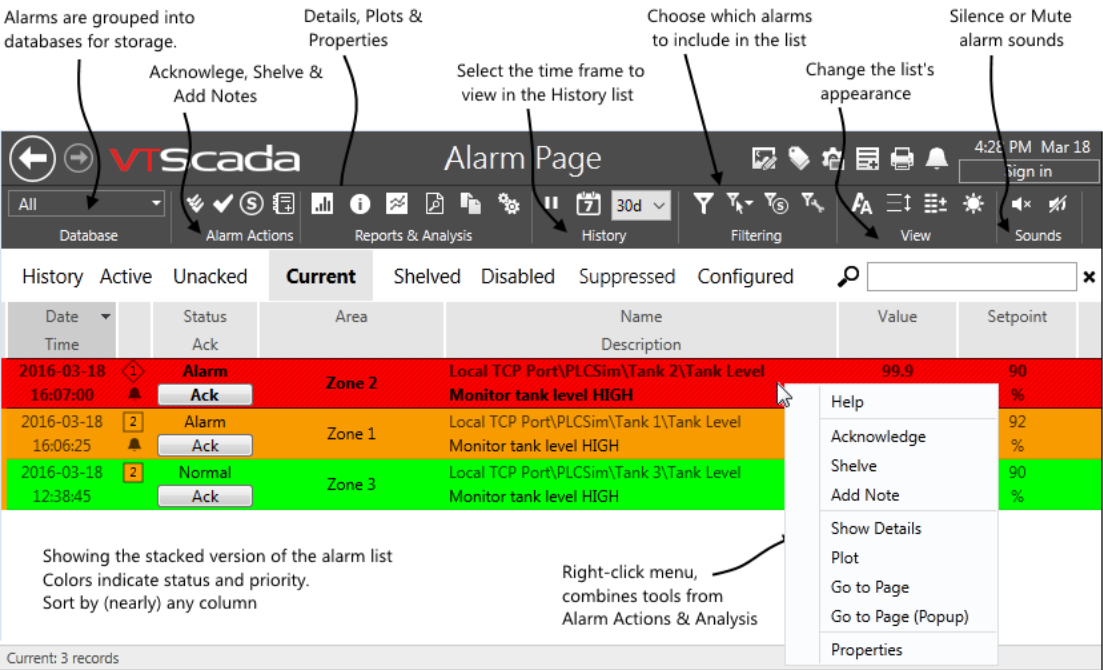 Alarms are grouped into
databases for storage.
Details, Plots &
Properties
Choose which alarms
to include in the list
Silence or Mute
alarm sounds
Acknowlege, Shelve &
Add Notes
Select the time frame to
view in the History list
Change the list's
appearance
VTScada
Alarm Page
4:28 PM Mar 18
Sign in
All
30d
Database
Alarm Actions
Reports & Analysis
History
Filtering
View
Sounds
History Active Unacked Current Shelved Disabled Suppressed Configured
Date Status Area Name Value Setpoint
Time Ack Description
2016-03-18 1 Alarm Zone 2 Local TCP Port\PLCSim\Tank 2\Tank Level 99.9 90
16:07:00 Ack Monitor tank level HIGH %
2016-03-18 2 Alarm Zone 1 Local TCP Port\PLCSim\Tank 1\Tank Level 92
16:06:25 Ack Monitor tank level HIGH %
2016-03-18 2 Normal Zone 3 Local TCP Port\PLCSim\Tank 3\Tank Level 90
12:38:45 Ack Monitor tank level HIGH %
Help
Acknowledge
Shelve
Add Note
Show Details
Plot
Go to Page
Go to Page (Popup)
Properties
Showing the stacked version of the alarm list
Colors indicate status and priority.
Sort by (nearly) any column
Right-click menu,
combines tools from
Alarm Actions & Analysis
Current: 3 records